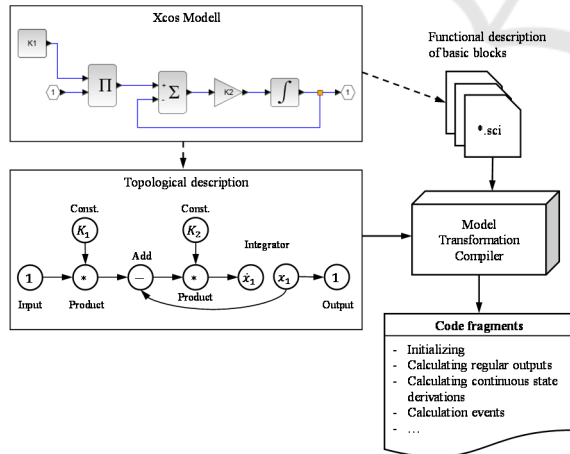 Xcos Modell
K1
1
Π
+
-
Σ
K2
∫
1
Functional description
of basic blocks
*.sci
Topological description
Const.
K₁
Const.
K₂
Add
Integrator
1
*
−
*
ẋ₁
x₁
1
Input
Product
Product
Output
Model
Transformation
Compiler
Code fragments
- Initializing
- Calculating regular outputs
- Calculating continuous state
derivations
- Calculation events
- ...